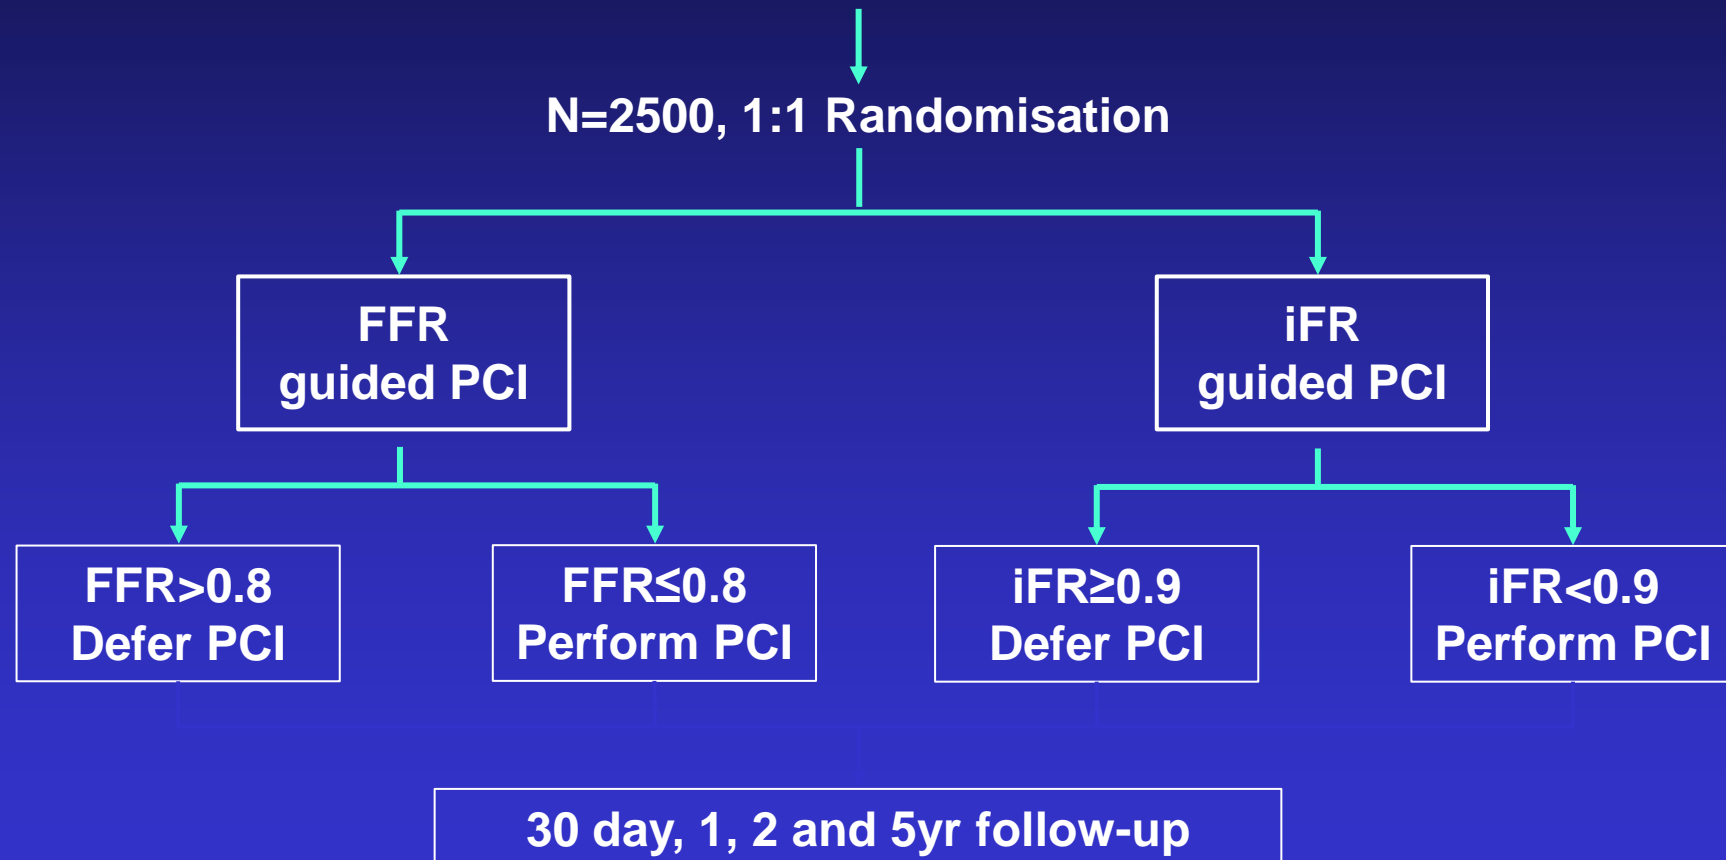 N=2500, 1:1 Randomisation
FFR
guided PCI
iFR
guided PCI
FFR>0.8
Defer PCI
FFR≤0.8
Perform PCI
iFR≥0.9
Defer PCI
iFR<0.9
Perform PCI
30 day, 1, 2 and 5yr follow-up